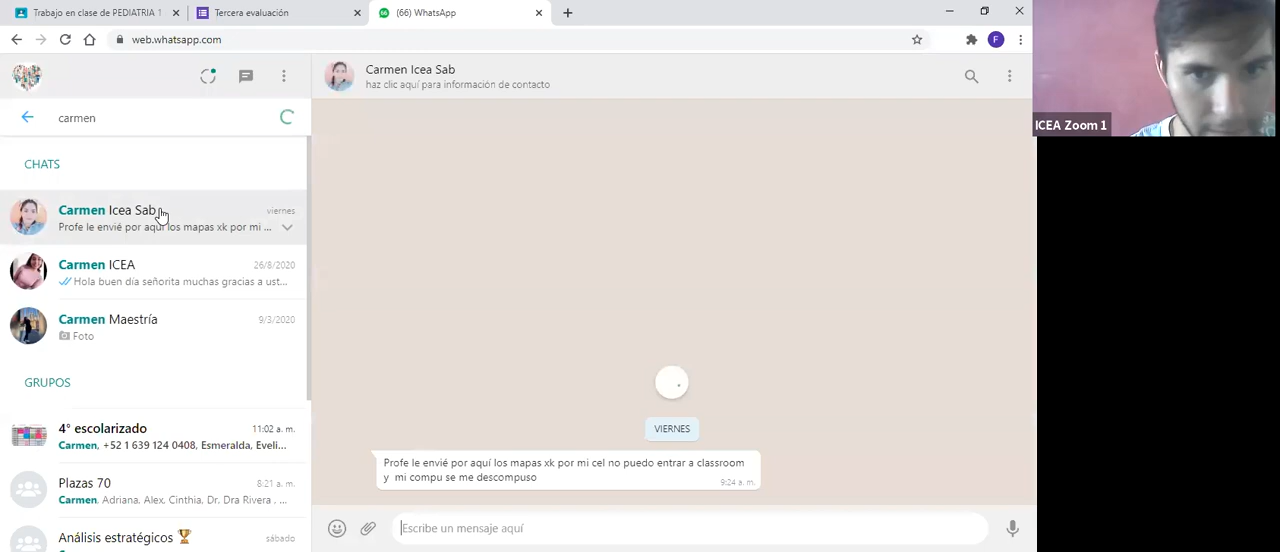 Trabajo en clase de PEDIATRIA 1
Tercera evaluación
(66) WhatsApp
web.whatsapp.com
F
carmen
CHATS
Carmen Icea Sab
viernes
Profe le envié por aquí los mapas xk por mi ...
Carmen ICEA
26/8/2020
Hola buen día señorita muchas gracias a ust...
Carmen Maestría
9/3/2020
Foto
GRUPOS
4° escolarizado
11:02 a. m.
Carmen, +52 1 639 124 0408, Esmeralda, Eveli...
Plazas 70
8:21 a. m.
Carmen, Adriana, Alex, Cinthia, Dr. Dra Rivera , ...
Análisis estratégicos 🏆
sábado
Carmen Icea Sab
haz clic aquí para información de contacto
VIERNES
Profe le envié por aquí los mapas xk por mi cel no puedo entrar a classroom
y mi compu se me descompuso
9:24 a. m.
Escribe un mensaje aquí
ICEA Zoom 1